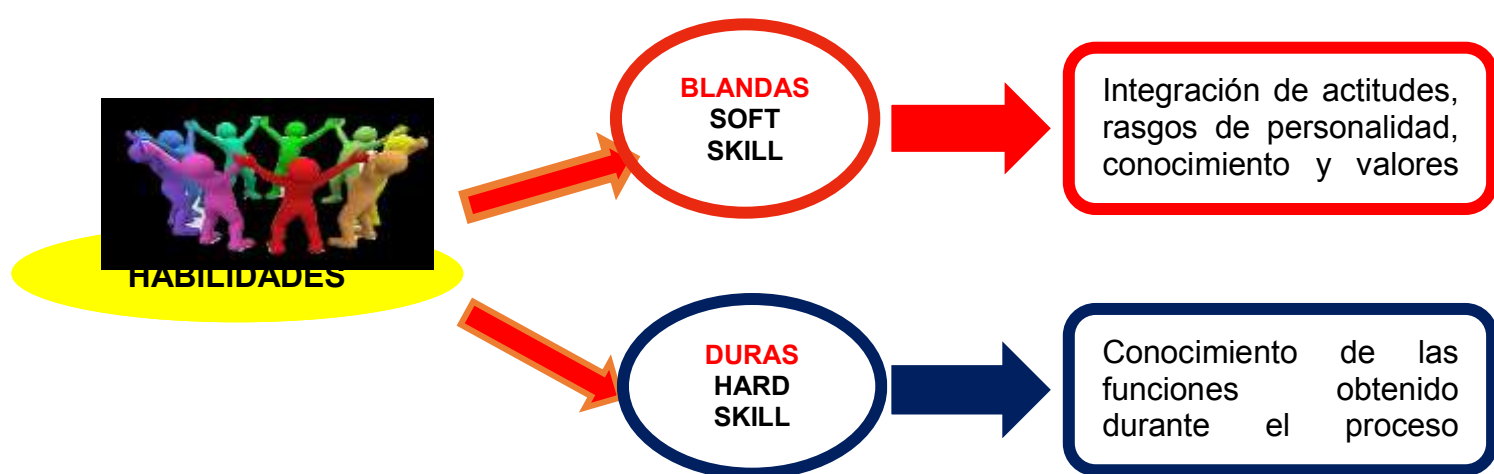 HABILIDADES
BLANDAS
SOFT
SKILL
Integración de actitudes,
rasgos de personalidad,
conocimiento y valores
DURAS
HARD
SKILL
Conocimiento de las
funciones obtenido
durante el proceso